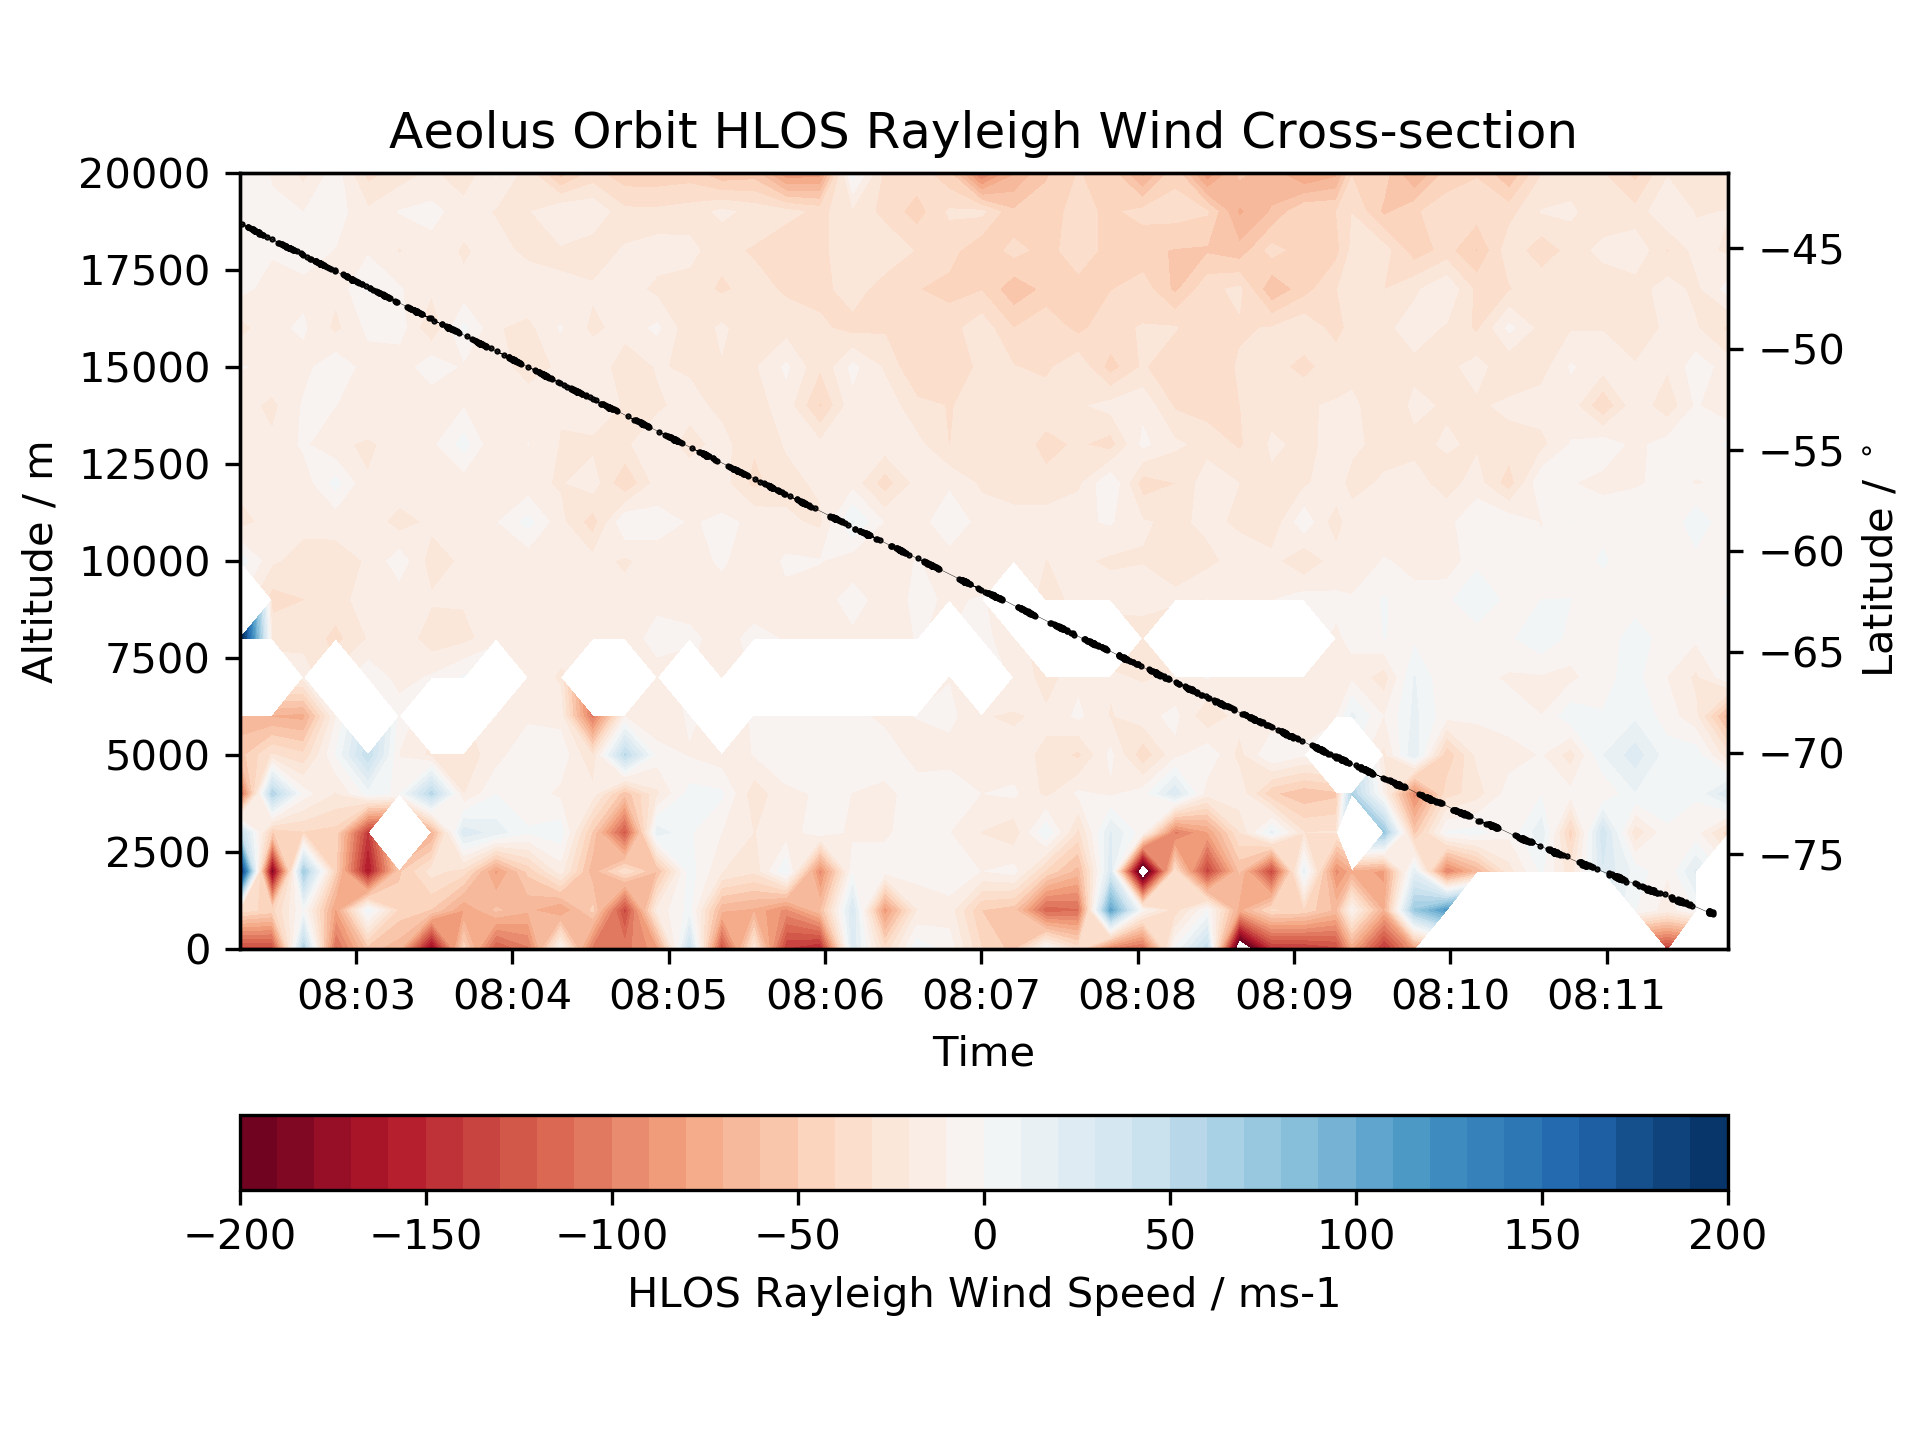 Aeolus Orbit HLOS Rayleigh Wind Cross-section
20000
17500
15000
12500
10000
7500
5000
2500
0
Altitude / m
−45
−50
−55
−60
−65
−70
−75
Latitude / °
08:03 08:04 08:05 08:06 08:07 08:08 08:09 08:10 08:11
Time
−200 −150 −100 −50 0 50 100 150 200
HLOS Rayleigh Wind Speed / ms-1